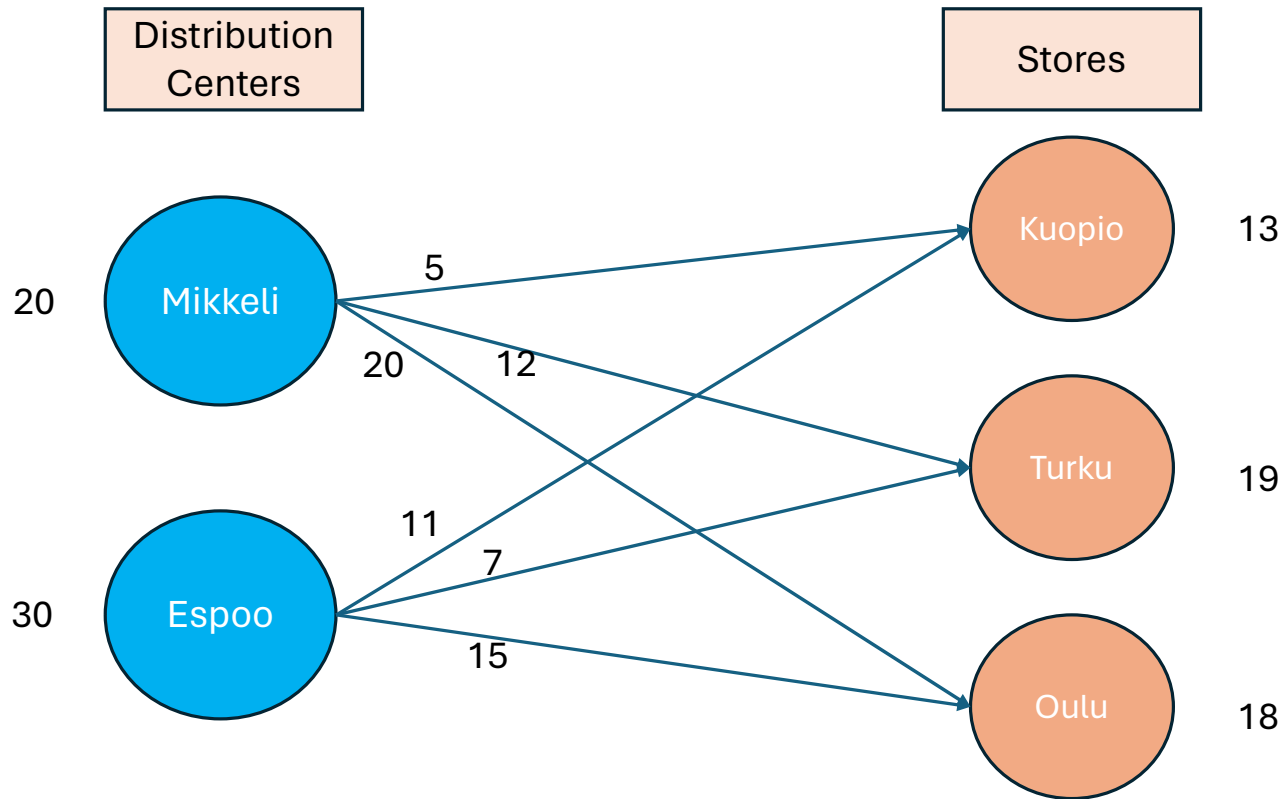 Distribution
Centers
Stores
Kuopio
13
5
20
Mikkeli
20
12
Turku
19
11
7
30
Espoo
15
Oulu
18